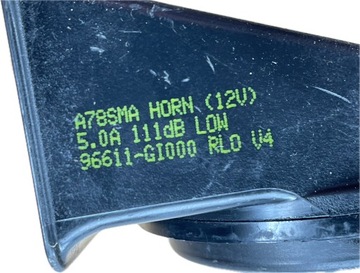 A78SMA HORN (12V)
5.0A 111dB LOW
96611-GI000 RLO V4